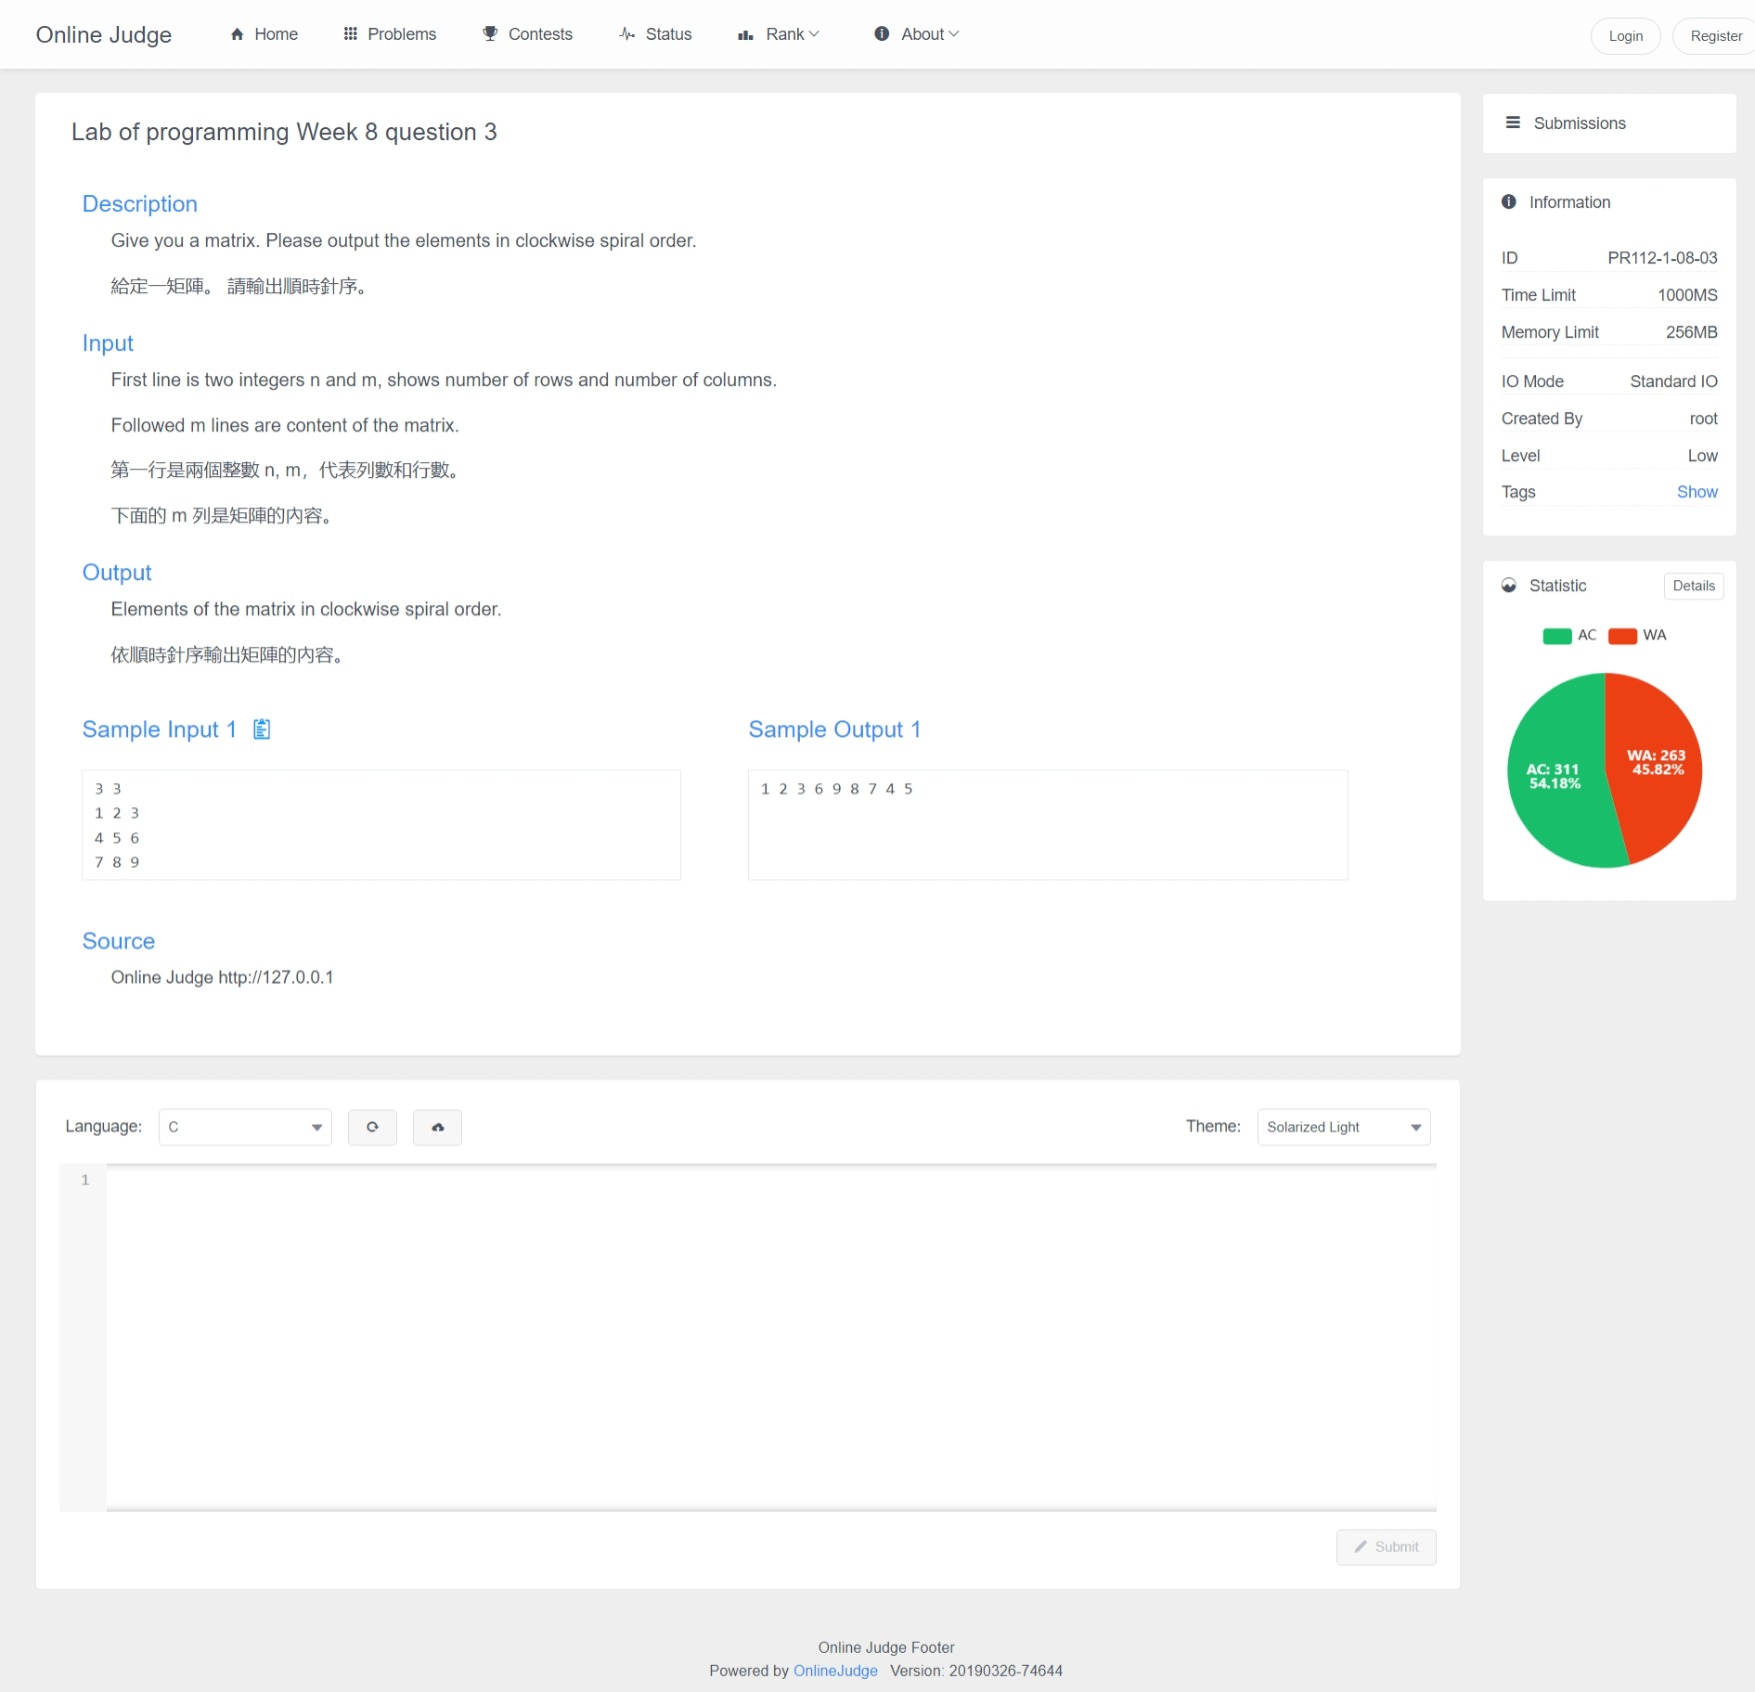 Online Judge
Home
Problems
Contests
Status
Rank
About
Login
Register
Lab of programming Week 8 question 3
Description
Give you a matrix. Please output the elements in clockwise spiral order.
給定一矩陣。 請輸出順時針序。
Input
First line is two integers n and m, shows number of rows and number of columns.
Followed m lines are content of the matrix.
第一行是兩個整數 n, m，代表列數和行數。
下面的 m 列是矩陣的內容。
Output
Elements of the matrix in clockwise spiral order.
依順時針序輸出矩陣的內容。
Sample Input 1
3 3
1 2 3
4 5 6
7 8 9
Sample Output 1
1 2 3 6 9 8 7 4 5
Source
Online Judge http://127.0.0.1
Submissions
Information
ID PR112-1-08-03
Time Limit 1000MS
Memory Limit 256MB
IO Mode Standard IO
Created By root
Level Low
Tags Show
Statistic Details
AC WA
WA: 263
45.82%
AC: 311
54.18%
Language: C
Theme: Solarized Light
1
Submit
Online Judge Footer
Powered by OnlineJudge Version: 20190326-74644